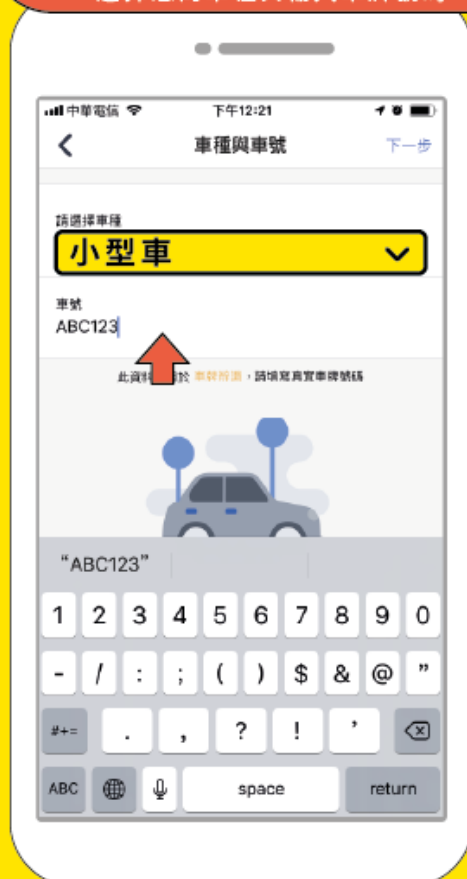 中華電信
下午12:21
車種與車號
下一步
請選擇車種
小型車
車號
ABC123
，請填寫真實車牌號碼
“ABC123”
1 2 3 4 5 6 7 8 9 0
- / : ; ( ) $ & @ ”
#+= . , ? ! ’
ABC space return